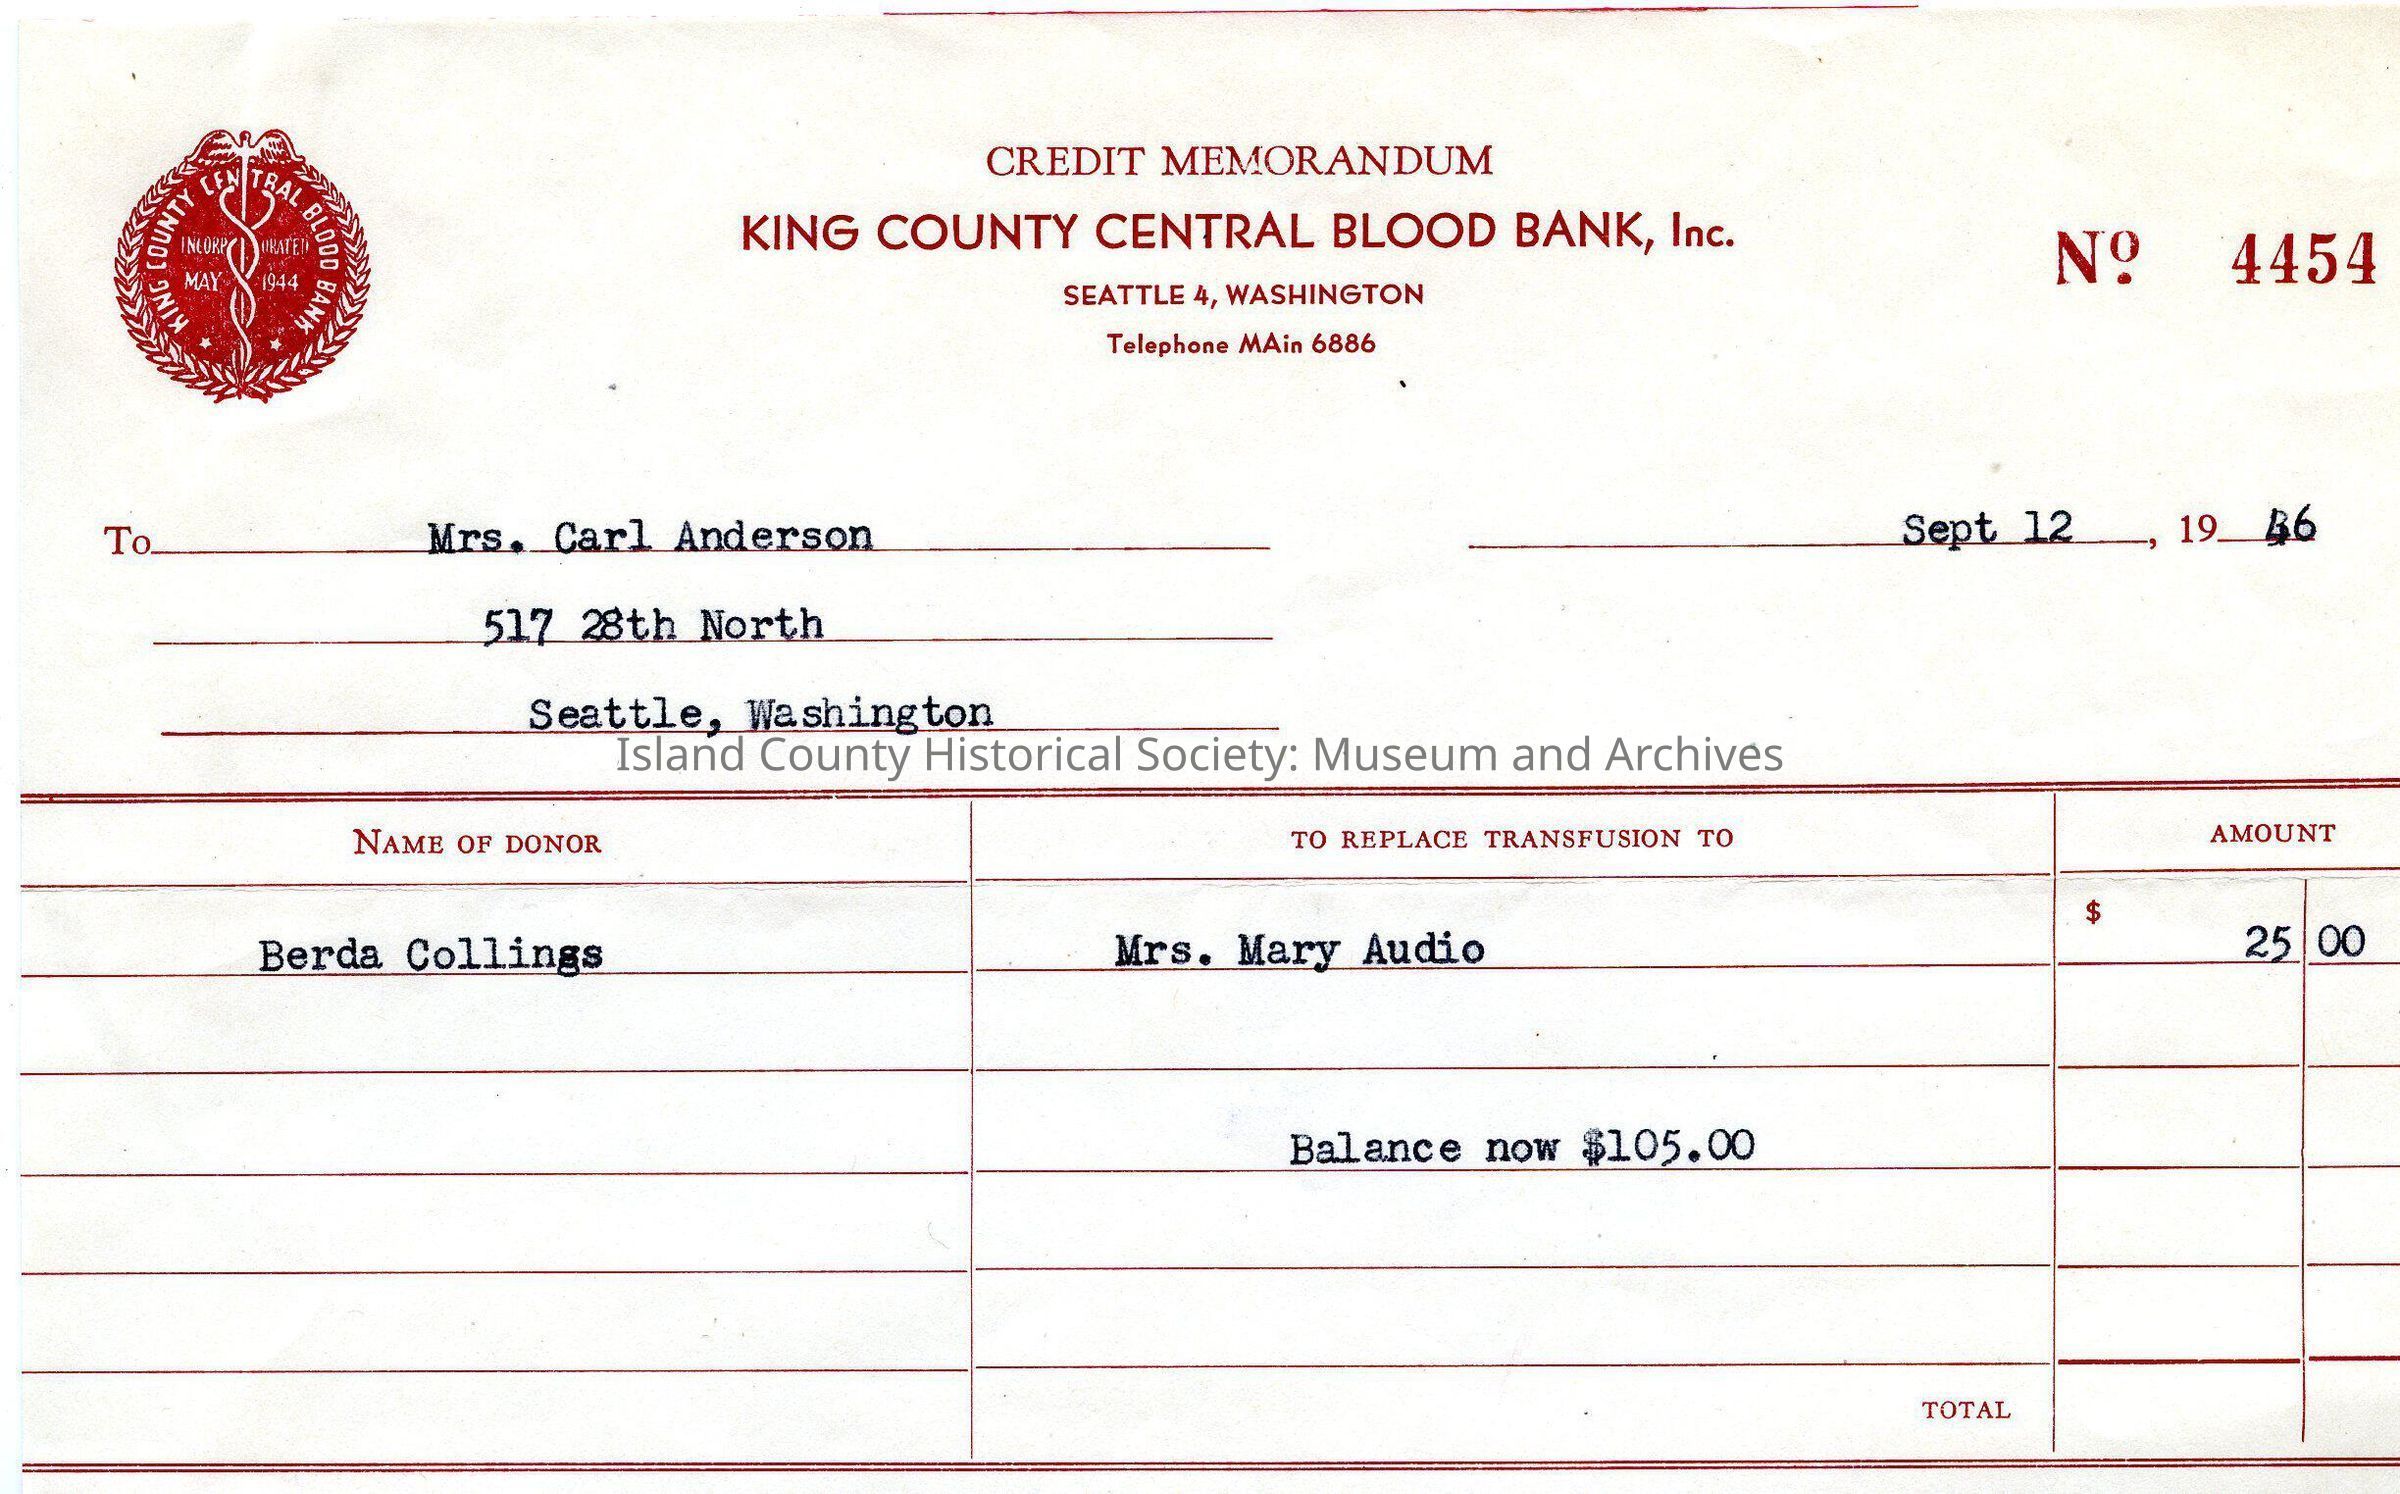 KING COUNTY CENTRAL BLOOD BANK
INCORPORATED
MAY 1944
CREDIT MEMORANDUM
KING COUNTY CENTRAL BLOOD BANK, Inc.
SEATTLE 4, WASHINGTON
Telephone MAin 6886
Nº 4454
To Mrs. Carl Anderson
Sept 12, 19 46
517 28th North
Seattle, Washington
Island County Historical Society: Museum and Archives
NAME OF DONOR TO REPLACE TRANSFUSION TO AMOUNT
Berda Collings Mrs. Mary Audio $ 25 00
Balance now $105.00
TOTAL